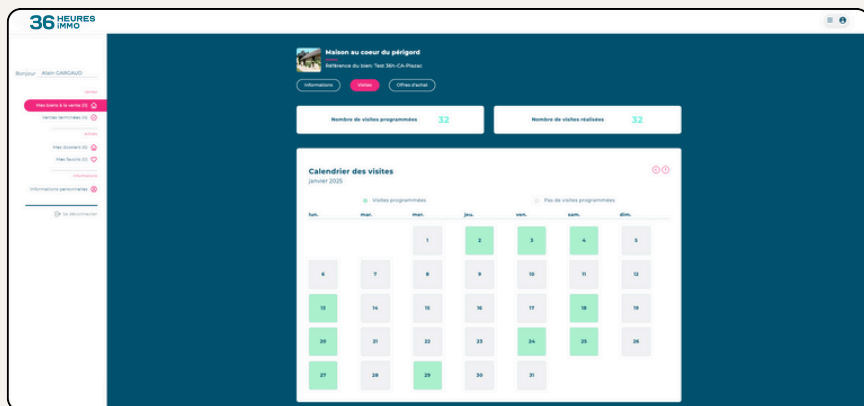 36 HEURES
IMMO
Bonjour Alain GARGAUD
Ventes
Mes biens à la vente (0)
Ventes terminées (0)
Achats
Mes dossiers (0)
Mes favoris (0)
Informations
Informations personnelles
Se déconnecter
Maison au coeur du périgord
Référence du bien: Test 36h-CA-Plazac
Informations
Visites
Offres d'achat
Nombre de visites programmées 32
Nombre de visites réalisées 32
Calendrier des visites
janvier 2025
Visites programmées
Pas de visites programmées
lun. mar. mer. jeu. ven. sam. dim.
1 2 3 4 5
6 7 8 9 10 11 12
13 14 15 16 17 18 19
20 21 22 23 24 25 26
27 28 29 30 31